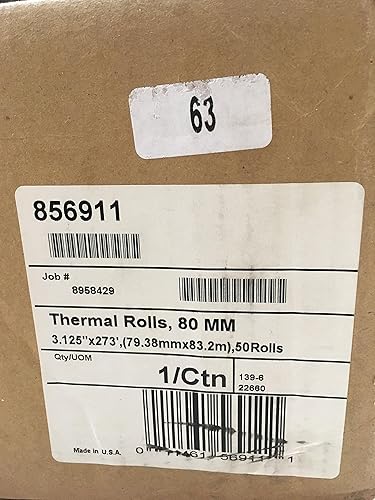 63
856911
Job #
8958429
Thermal Rolls, 80 MM
3.125"x273',(79.38mmx83.2m),50Rolls
Qty/UOM
1/Ctn
139-6
22660
Made in U.S.A.